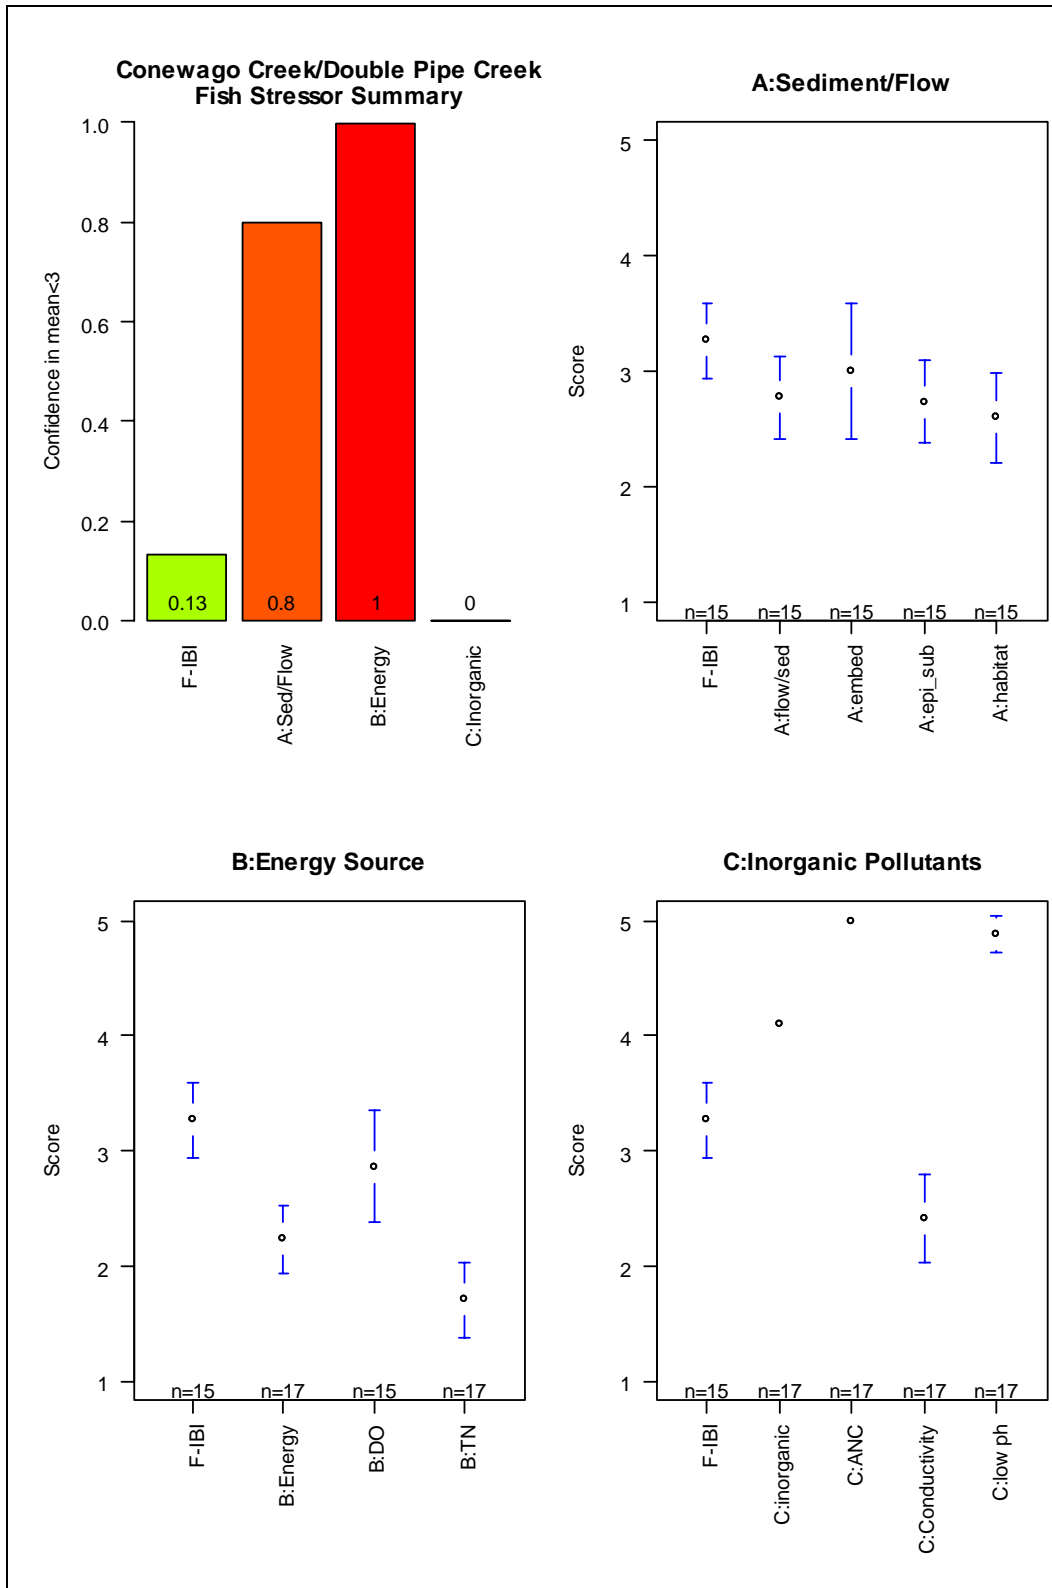 Conewago Creek/Double Pipe Creek
Fish Stressor Summary
Confidence in mean<3
1.0
0.8
0.6
0.4
0.2
0.0
0.13
0.8
1
0
F-IBI
A:Sed/Flow
B:Energy
C:Inorganic
A:Sediment/Flow
Score
5
4
3
2
1
n=15
n=15
n=15
n=15
n=15
F-IBI
A:flow/sed
A:embed
A:epi_sub
A:habitat
B:Energy Source
Score
5
4
3
2
1
n=15
n=17
n=15
n=17
F-IBI
B:Energy
B:DO
B:TN
C:Inorganic Pollutants
Score
5
4
3
2
1
n=15
n=17
n=17
n=17
n=17
F-IBI
C:inorganic
C:ANC
C:Conductivity
C:low ph